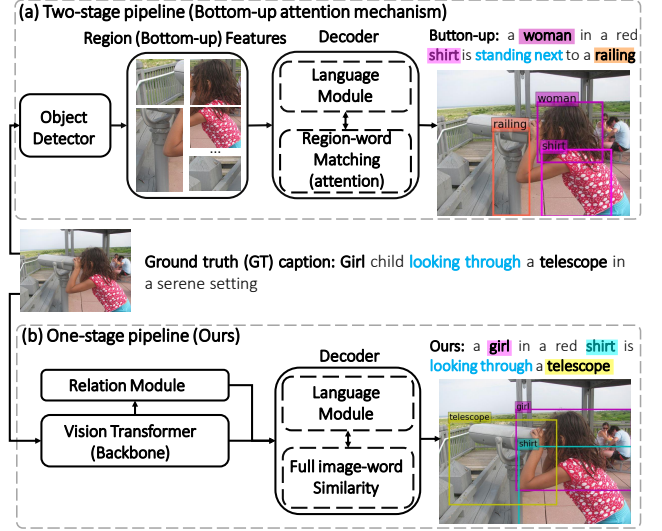 (a) Two-stage pipeline (Bottom-up attention mechanism)
Region (Bottom-up) Features
Decoder
Button-up: a woman in a red
shirt is standing next to a railing
Object
Detector
...
Language
Module
Region-word
Matching
(attention)
woman
railing
shirt
Ground truth (GT) caption: Girl child looking through a telescope in
a serene setting
(b) One-stage pipeline (Ours)
Decoder
Ours: a girl in a red shirt is
looking through a telescope
Relation Module
Vision Transformer
(Backbone)
Language
Module
Full image-word
Similarity
girl
telescope
shirt